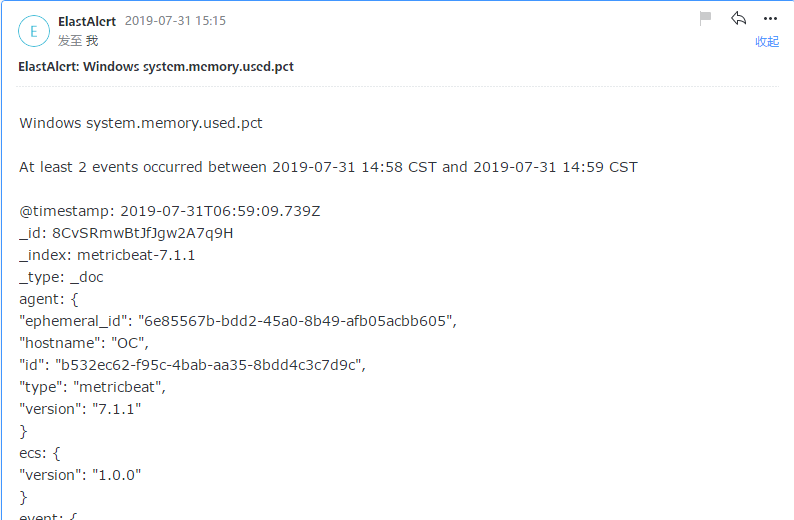 E
ElastAlert 2019-07-31 15:15
发至 我
收起
ElastAlert: Windows system.memory.used.pct
Windows system.memory.used.pct
At least 2 events occurred between 2019-07-31 14:58 CST and 2019-07-31 14:59 CST
@timestamp: 2019-07-31T06:59:09.739Z
_id: 8CvSRmwBtJfJgw2A7q9H
_index: metricbeat-7.1.1
_type: _doc
agent: {
"ephemeral_id": "6e85567b-bdd2-45a0-8b49-afb05acbb605",
"hostname": "OC",
"id": "b532ec62-f95c-4bab-aa35-8bdd4c3c7d9c",
"type": "metricbeat",
"version": "7.1.1"
}
ecs: {
"version": "1.0.0"
}
event: {